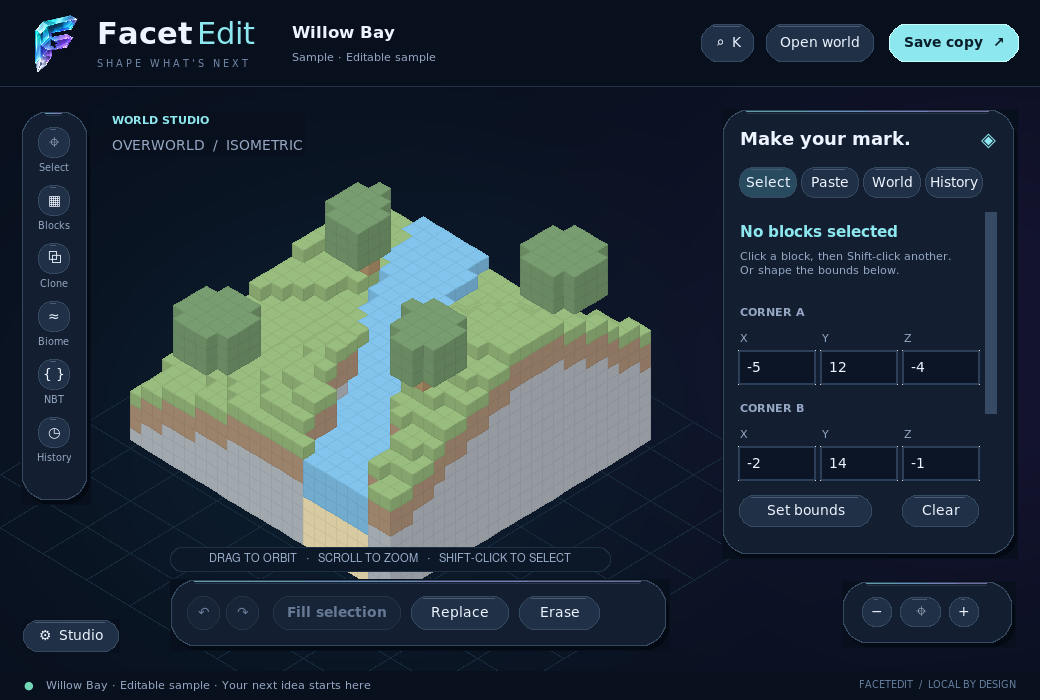 FacetEdit
SHAPE WHAT'S NEXT
Willow Bay
Sample · Editable sample
⌕ K
Open world
Save copy ↗
Select
Blocks
Clone
Biome
{ } NBT
History
WORLD STUDIO
OVERWORLD / ISOMETRIC
Make your mark.
Select Paste World History
No blocks selected
Click a block, then Shift-click another.
Or shape the bounds below.
CORNER A
X Y Z
-5 12 -4
CORNER B
X Y Z
-2 14 -1
Set bounds Clear
DRAG TO ORBIT · SCROLL TO ZOOM · SHIFT-CLICK TO SELECT
↶ ↷ Fill selection Replace Erase
− ⌖ +
⚙ Studio
Willow Bay · Editable sample · Your next idea starts here
FACETEDIT / LOCAL BY DESIGN